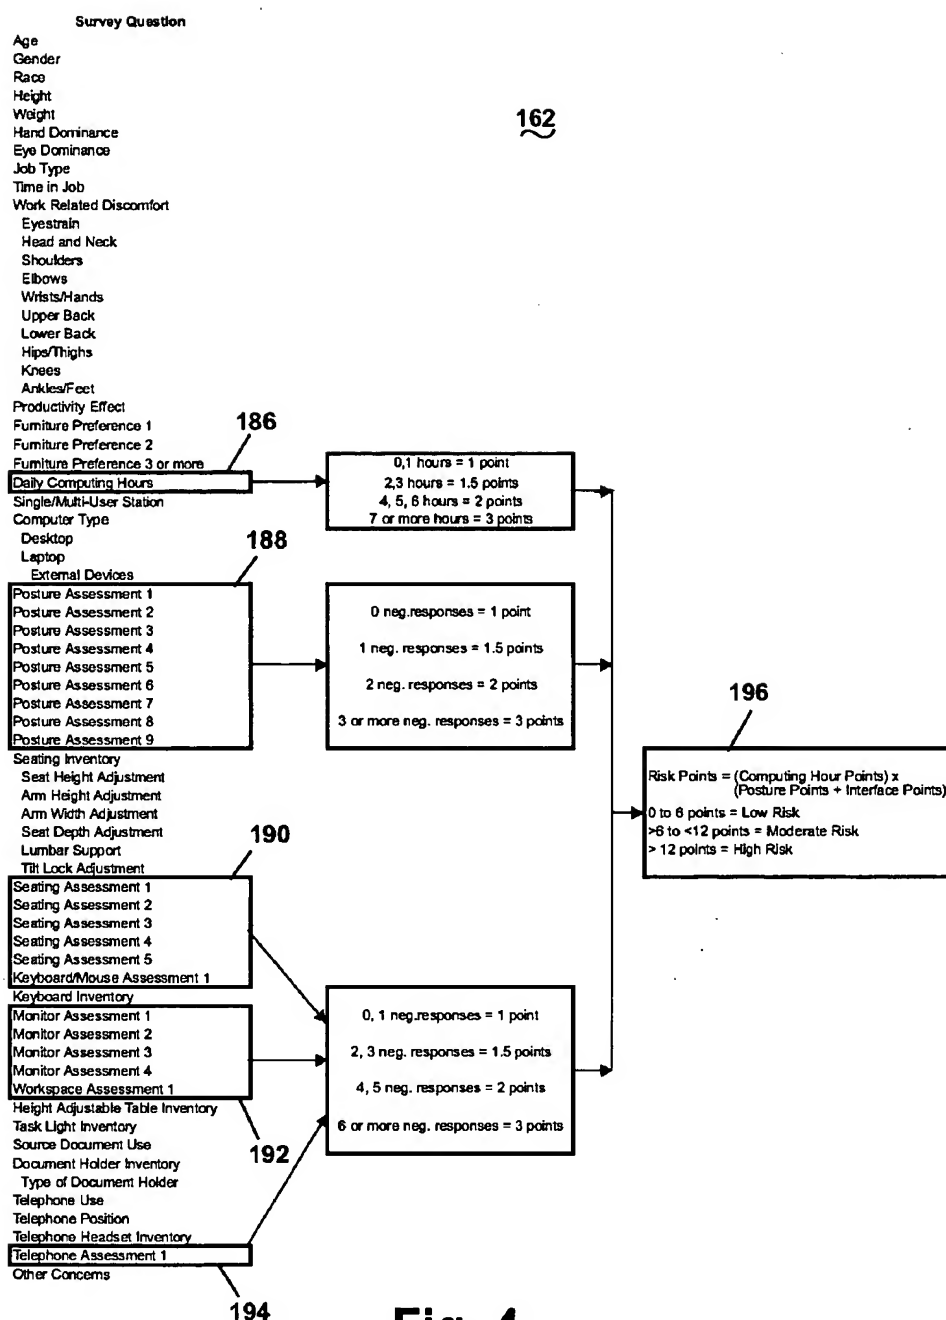 Survey Question
Age
Gender
Race
Height
Weight
162
Hand Dominance
Eye Dominance
Job Type
Time in Job
Work Related Discomfort
Eyestrain
Head and Neck
Shoulders
Elbows
Wrists/Hands
Upper Back
Lower Back
Hips/Thighs
Knees
Ankles/Feet
Productivity Effect
Furniture Preference 1
186
Furniture Preference 2
Furniture Preference 3 or more
Daily Computing Hours
0,1 hours = 1 point
2,3 hours = 1.5 points
4, 5, 6 hours = 2 points
7 or more hours = 3 points
Single/Multi-User Station
Computer Type
Desktop
188
Laptop
External Devices
Posture Assessment 1
Posture Assessment 2
Posture Assessment 3
Posture Assessment 4
Posture Assessment 5
Posture Assessment 6
Posture Assessment 7
Posture Assessment 8
Posture Assessment 9
0 neg.responses = 1 point
1 neg. responses = 1.5 points
2 neg. responses = 2 points
3 or more neg. responses = 3 points
196
Risk Points = (Computing Hour Points) x
(Posture Points + Interface Points)
0 to 6 points = Low Risk
>6 to <12 points = Moderate Risk
> 12 points = High Risk
Seating Inventory
Seat Height Adjustment
Arm Height Adjustment
Arm Width Adjustment
Seat Depth Adjustment
190
Lumbar Support
Tilt Lock Adjustment
Seating Assessment 1
Seating Assessment 2
Seating Assessment 3
Seating Assessment 4
Seating Assessment 5
Keyboard/Mouse Assessment 1
Keyboard Inventory
Monitor Assessment 1
Monitor Assessment 2
Monitor Assessment 3
Monitor Assessment 4
Workspace Assessment 1
0, 1 neg.responses = 1 point
2, 3 neg. responses = 1.5 points
4, 5 neg. responses = 2 points
6 or more neg. responses = 3 points
Height Adjustable Table Inventory
Task Light Inventory
Source Document Use
192
Document Holder Inventory
Type of Document Holder
Telephone Use
Telephone Position
Telephone Headset Inventory
Telephone Assessment 1
Other Concerns
194